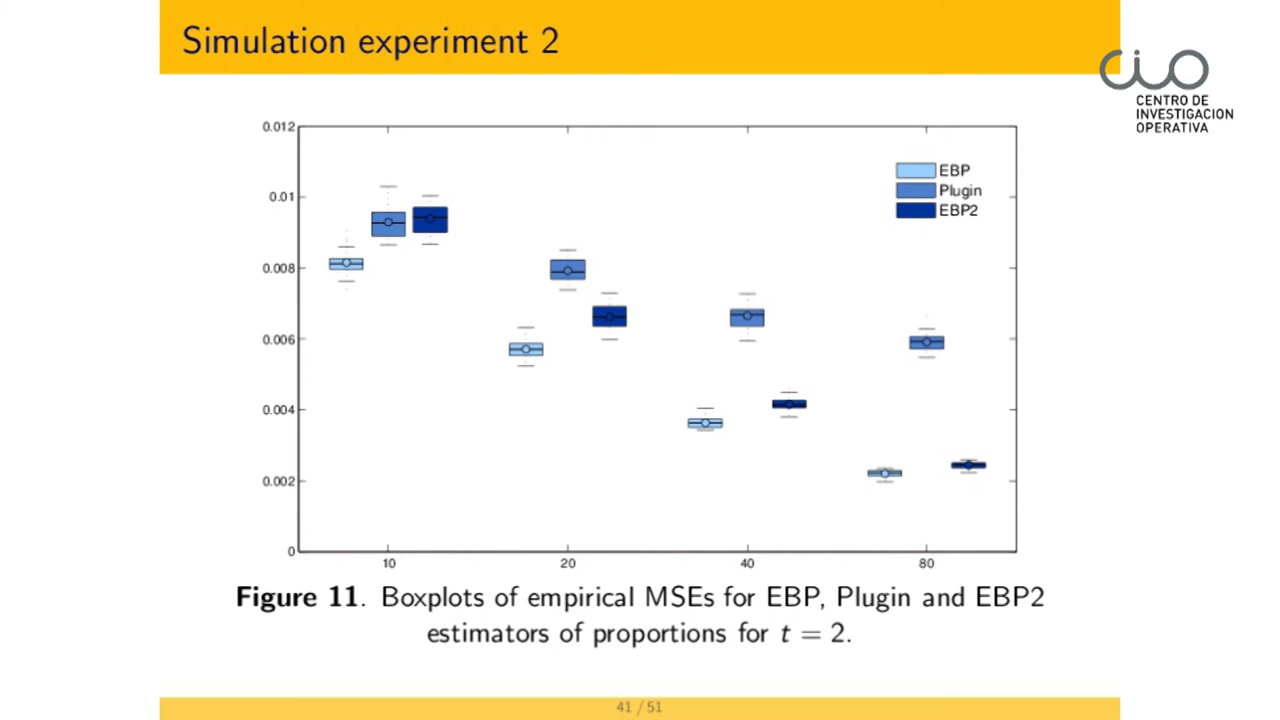 Simulation experiment 2
CENTRO DE
INVESTIGACION
OPERATIVA
0.012
0.01
0.008
0.006
0.004
0.002
0
10
20
40
80
EBP
Plugin
EBP2
Figure 11. Boxplots of empirical MSEs for EBP, Plugin and EBP2
estimators of proportions for t = 2.
41 / 51